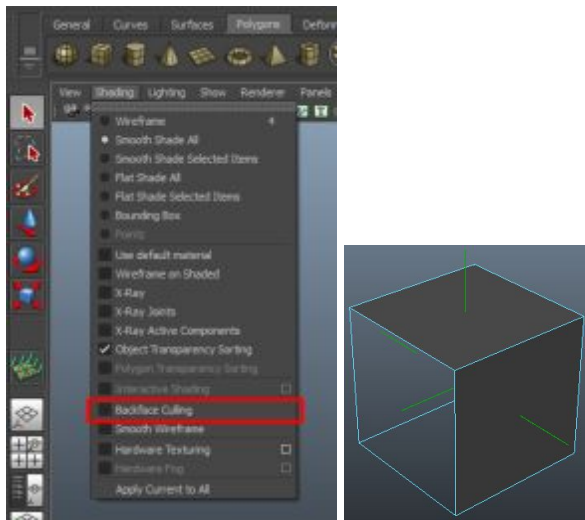 General Curves Surfaces Polygons Deform
View Shading Lighting Show Renderer Panels
Wireframe 4
Smooth Shade All
Smooth Shade Selected Items
Flat Shade All
Flat Shade Selected Items
Bounding Box
Points
Use default material
Wireframe on Shaded
X-Ray
X-Ray Joints
X-Ray Active Components
Object Transparency Sorting
Polygon Transparency Sorting
Interactive Shading
Backface Culling
Smooth Wireframe
Hardware Texturing
Hardware Fog
Apply Current to All